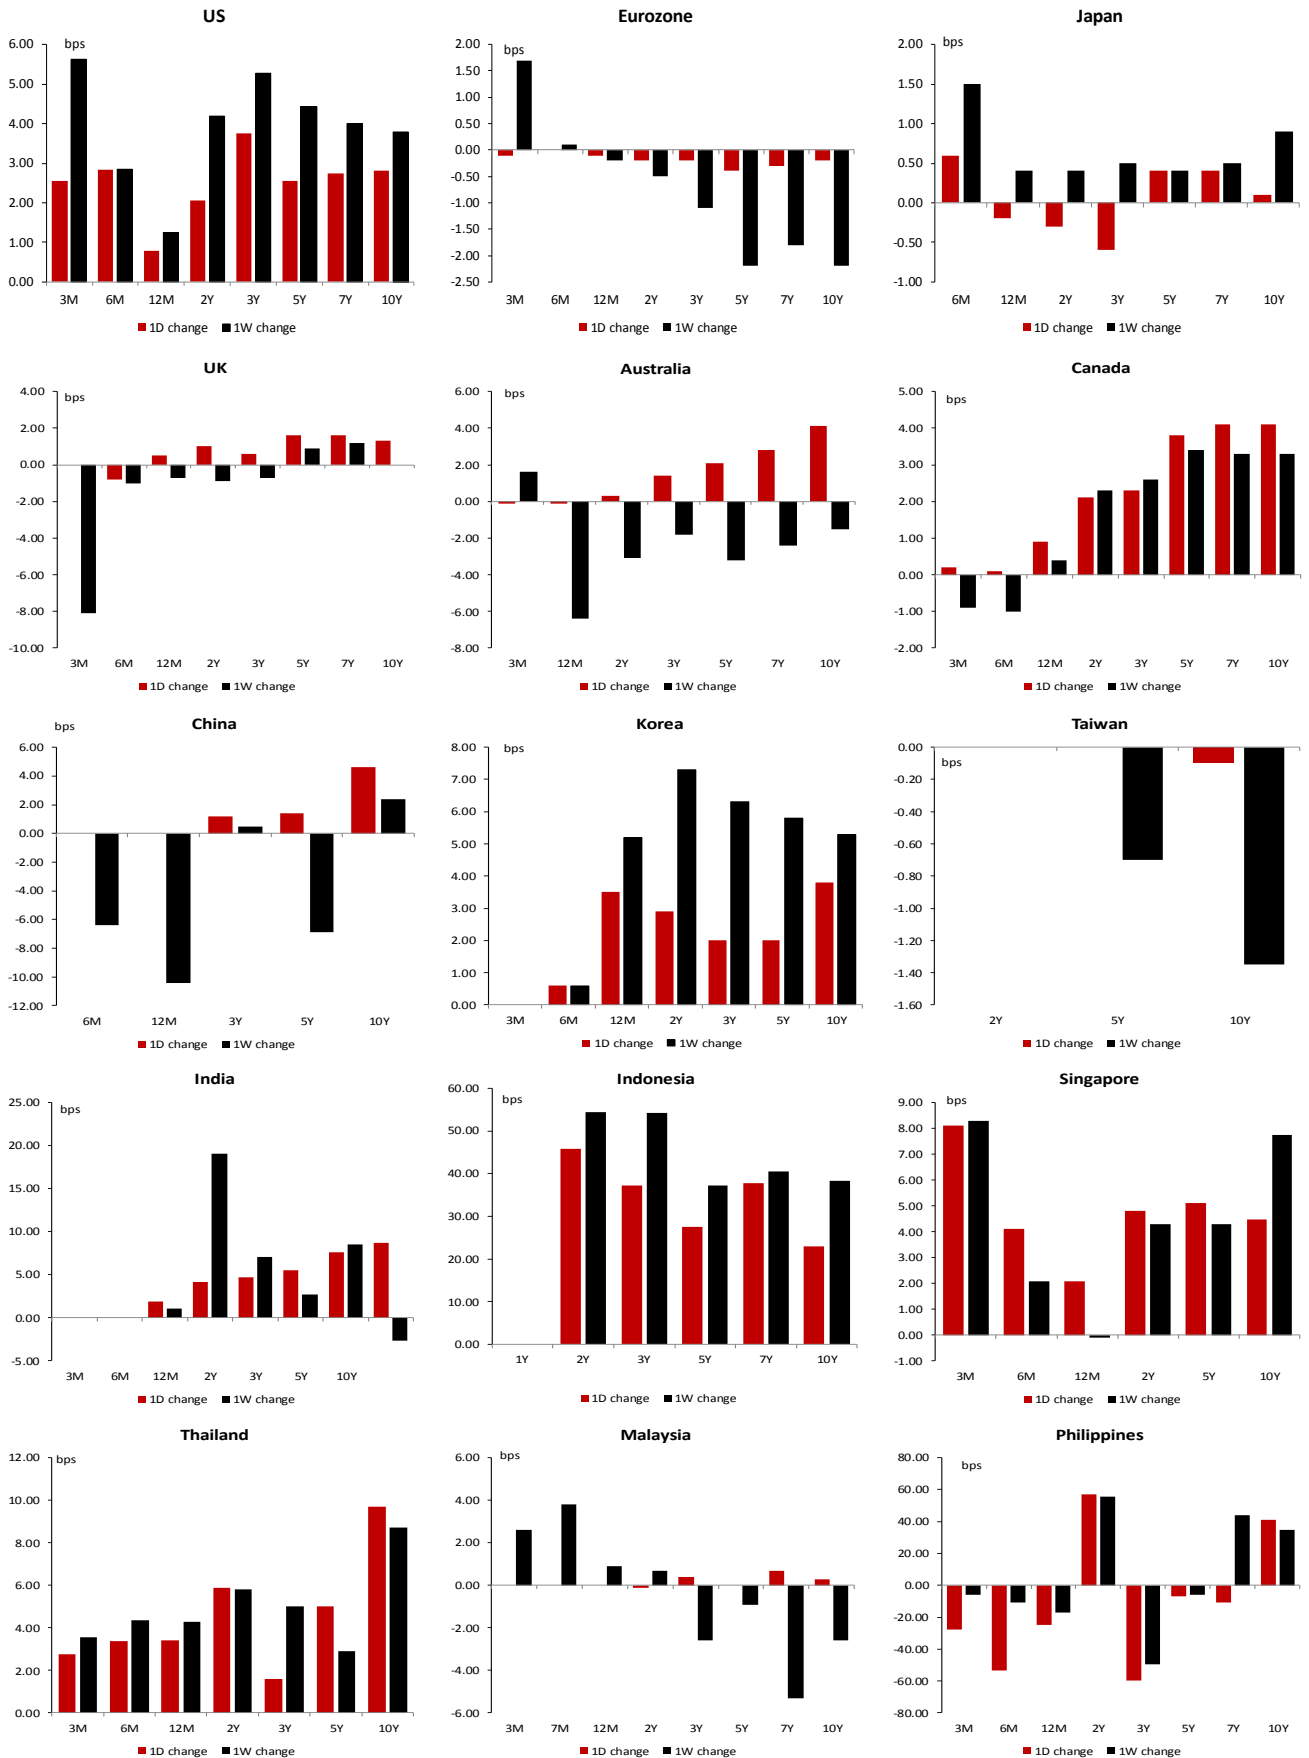 US
bps
6.00
5.00
4.00
3.00
2.00
1.00
0.00
3M 6M 12M 2Y 3Y 5Y 7Y 10Y
1D change 1W change
Eurozone
bps
2.00
1.50
1.00
0.50
0.00
-0.50
-1.00
-1.50
-2.00
-2.50
3M 6M 12M 2Y 3Y 5Y 7Y 10Y
1D change 1W change
Japan
bps
2.00
1.50
1.00
0.50
0.00
-0.50
-1.00
6M 12M 2Y 3Y 5Y 7Y 10Y
1D change 1W change
UK
bps
4.00
2.00
0.00
-2.00
-4.00
-6.00
-8.00
-10.00
3M 6M 12M 2Y 3Y 5Y 7Y 10Y
1D change 1W change
Australia
bps
6.00
4.00
2.00
0.00
-2.00
-4.00
-6.00
-8.00
3M 12M 2Y 3Y 5Y 7Y 10Y
1D change 1W change
Canada
bps
5.00
4.00
3.00
2.00
1.00
0.00
-1.00
-2.00
3M 6M 12M 2Y 3Y 5Y 7Y 10Y
1D change 1W change
China
bps
6.00
4.00
2.00
0.00
-2.00
-4.00
-6.00
-8.00
-10.00
-12.00
6M 12M 3Y 5Y 10Y
1D change 1W change
Korea
bps
8.00
7.00
6.00
5.00
4.00
3.00
2.00
1.00
0.00
3M 6M 12M 2Y 3Y 5Y 10Y
1D change 1W change
Taiwan
0.00
bps
-0.20
-0.40
-0.60
-0.80
-1.00
-1.20
-1.40
-1.60
2Y 5Y 10Y
1D change 1W change
India
bps
25.00
20.00
15.00
10.00
5.00
0.00
-5.00
3M 6M 12M 2Y 3Y 5Y 10Y
1D change 1W change
Indonesia
bps
60.00
50.00
40.00
30.00
20.00
10.00
0.00
1Y 2Y 3Y 5Y 7Y 10Y
1D change 1W change
Singapore
bps
9.00
8.00
7.00
6.00
5.00
4.00
3.00
2.00
1.00
0.00
-1.00
3M 6M 12M 2Y 5Y 10Y
1D change 1W change
Thailand
bps
12.00
10.00
8.00
6.00
4.00
2.00
0.00
3M 6M 12M 2Y 3Y 5Y 10Y
1D change 1W change
Malaysia
bps
6.00
4.00
2.00
0.00
-2.00
-4.00
-6.00
3M 7M 12M 2Y 3Y 5Y 7Y 10Y
1D change 1W change
Philippines
bps
80.00
60.00
40.00
20.00
0.00
-20.00
-40.00
-60.00
-80.00
3M 6M 12M 2Y 3Y 5Y 7Y 10Y
1D change 1W change